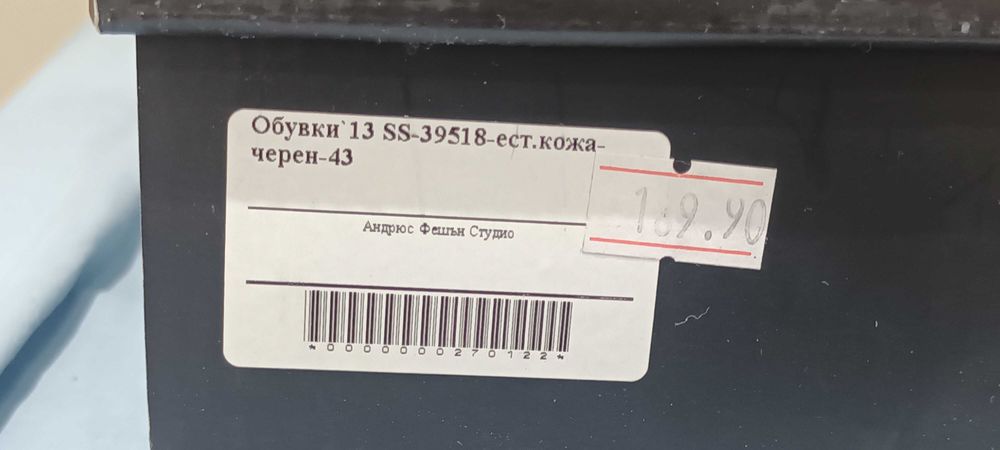 Обувки`13 SS-39518-ест.кожа-
черен-43
Андрюс Фешън Студио
*0000000270122*